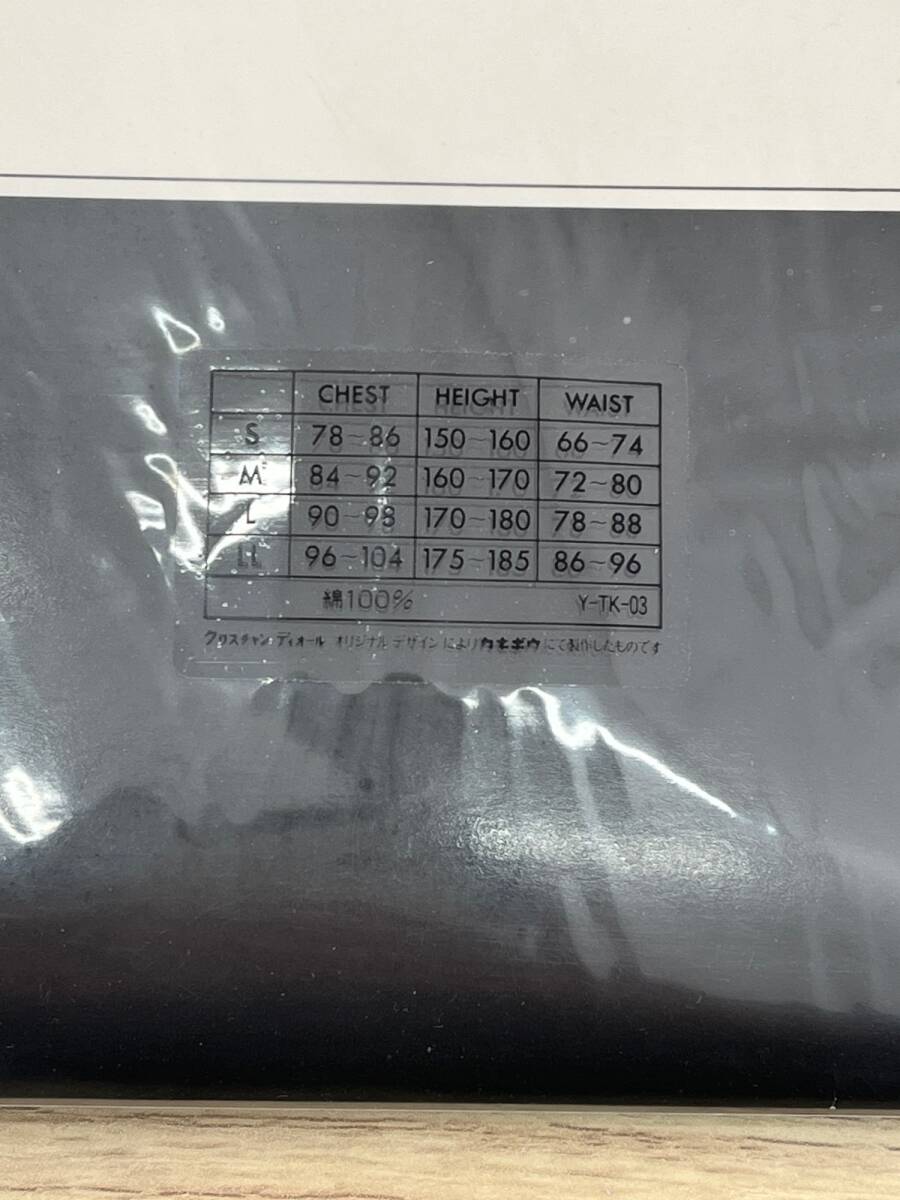 CHEST HEIGHT WAIST
S 78~86 150~160 66~74
M 84~92 160~170 72~80
L 90~98 170~180 78~88
LL 96~104 175~185 86~96
綿100% Y-TK-03
クリスチャン ディオール オリジナル デザイン により カネボウ にて製作したものです